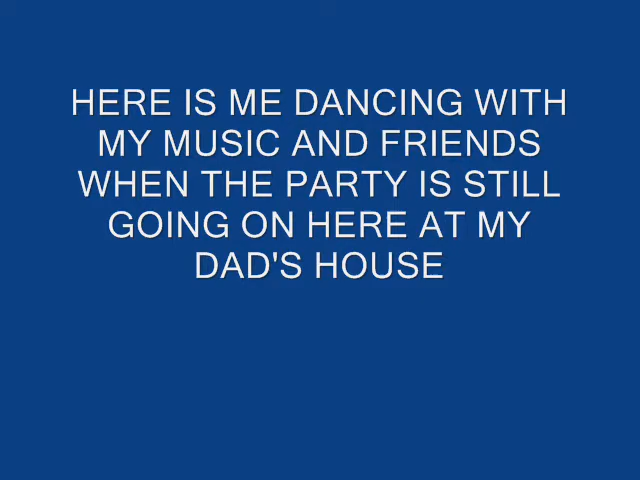 HERE IS ME DANCING WITH
MY MUSIC AND FRIENDS
WHEN THE PARTY IS STILL
GOING ON HERE AT MY
DAD'S HOUSE